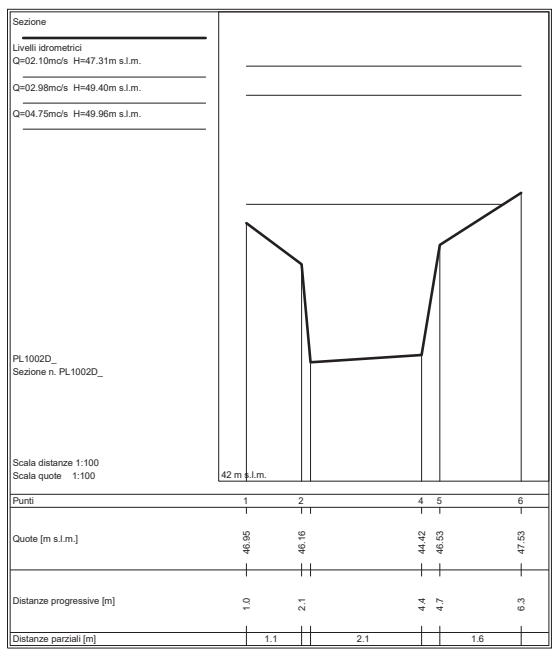 Sezione
Livelli idrometrici
Q=02.10mc/s H=47.31m s.l.m.
Q=02.98mc/s H=49.40m s.l.m.
Q=04.75mc/s H=49.96m s.l.m.
PL1002D_
Sezione n. PL1002D_
Scala distanze 1:100
Scala quote 1:100
42 m s.l.m.
Punti 1 2 4 5 6
Quote [m s.l.m.] 46.95 46.16 44.42 46.53 47.53
Distanze progressive [m] 1.0 2.1 4.4 4.7 6.3
Distanze parziali [m] 1.1 2.1 1.6